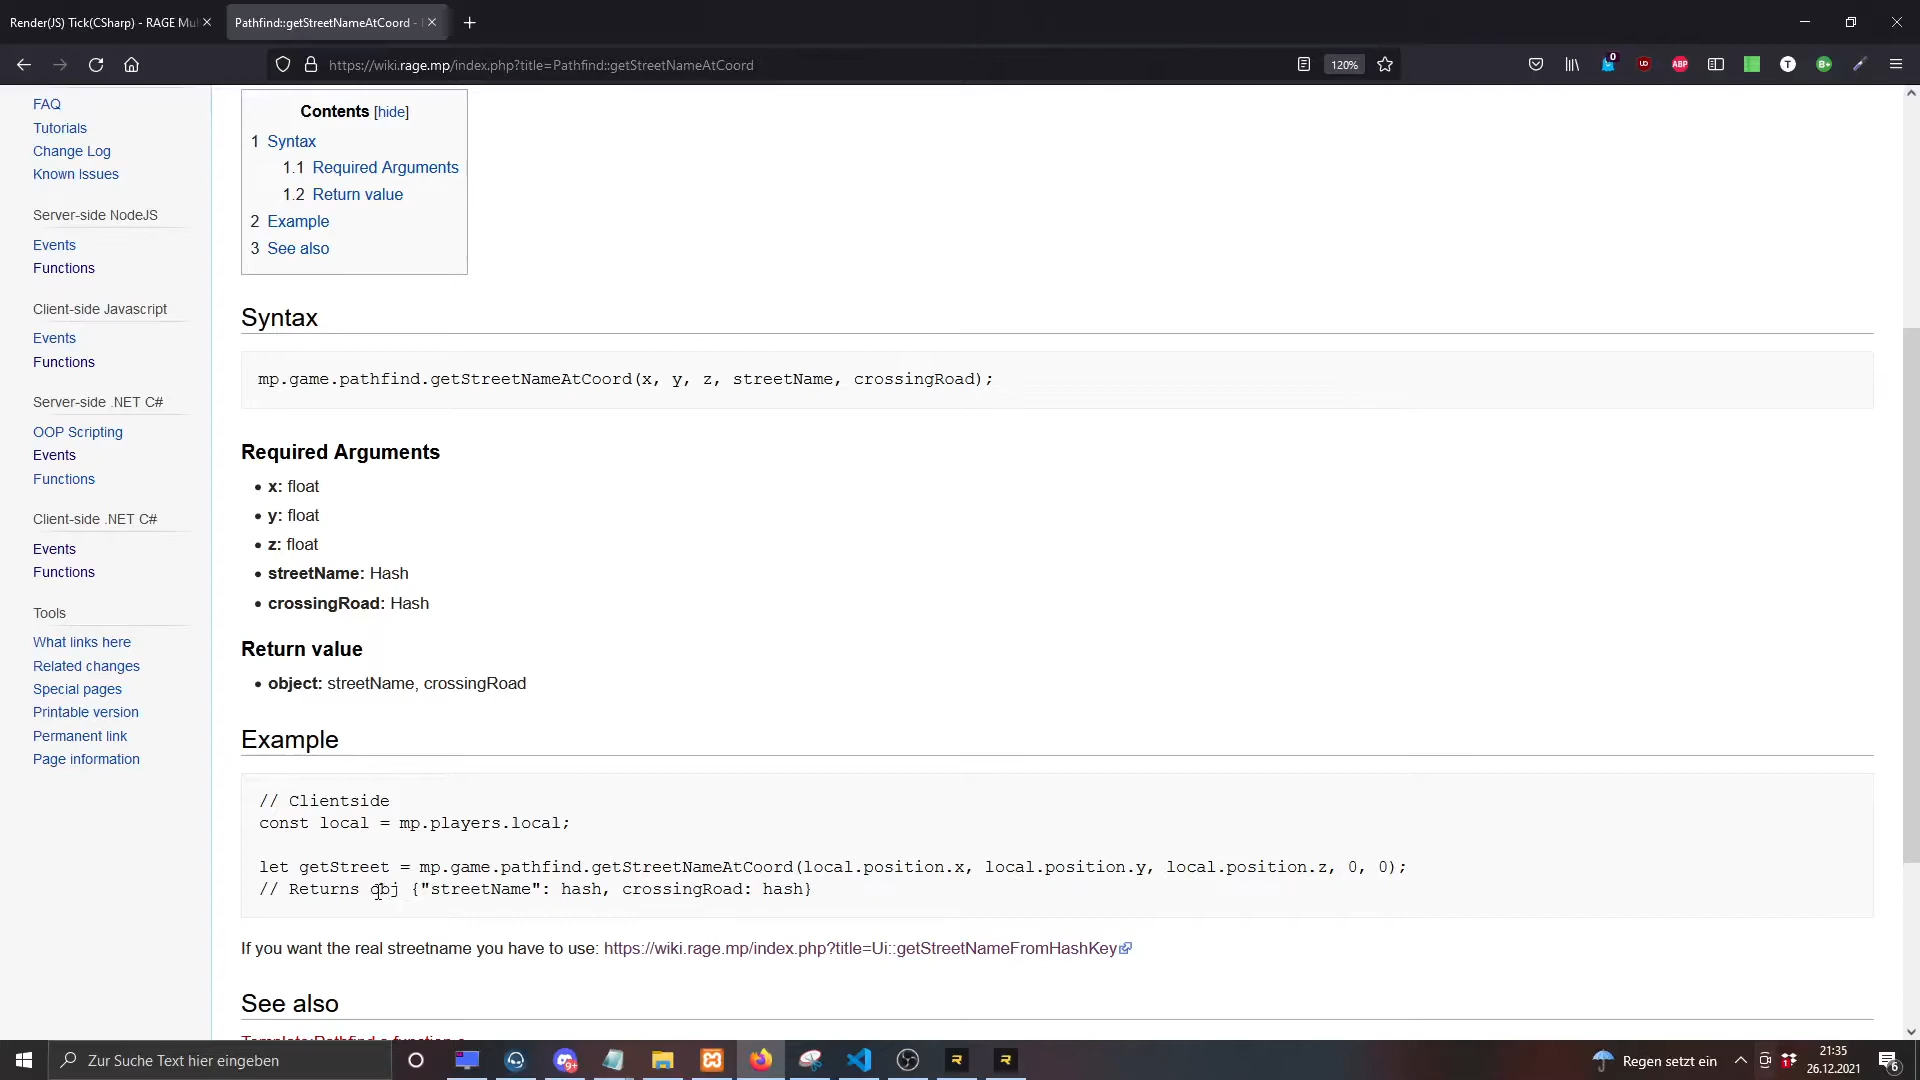 Render(JS) Tick(CSharp) - RAGE Mu
Pathfind::getStreetNameAtCoord -
https://wiki.rage.mp/index.php?title=Pathfind::getStreetNameAtCoord
120%
0
UD
ABP
T
B+
FAQ
Tutorials
Change Log
Known Issues
Server-side NodeJS
Events
Functions
Client-side Javascript
Events
Functions
Server-side .NET C#
OOP Scripting
Events
Functions
Client-side .NET C#
Events
Functions
Tools
What links here
Related changes
Special pages
Printable version
Permanent link
Page information
Contents [hide]
1 Syntax
1.1 Required Arguments
1.2 Return value
2 Example
3 See also
Syntax
mp.game.pathfind.getStreetNameAtCoord(x, y, z, streetName, crossingRoad);
Required Arguments
• x: float
• y: float
• z: float
• streetName: Hash
• crossingRoad: Hash
Return value
• object: streetName, crossingRoad
Example
// Clientside
const local = mp.players.local;
let getStreet = mp.game.pathfind.getStreetNameAtCoord(local.position.x, local.position.y, local.position.z, 0, 0);
// Returns obj {"streetName": hash, crossingRoad: hash}
If you want the real streetname you have to use: https://wiki.rage.mp/index.php?title=Ui::getStreetNameFromHashKey
See also
Zur Suche Text hier eingeben
9+
R
R
Regen setzt ein
21:35
26.12.2021
6